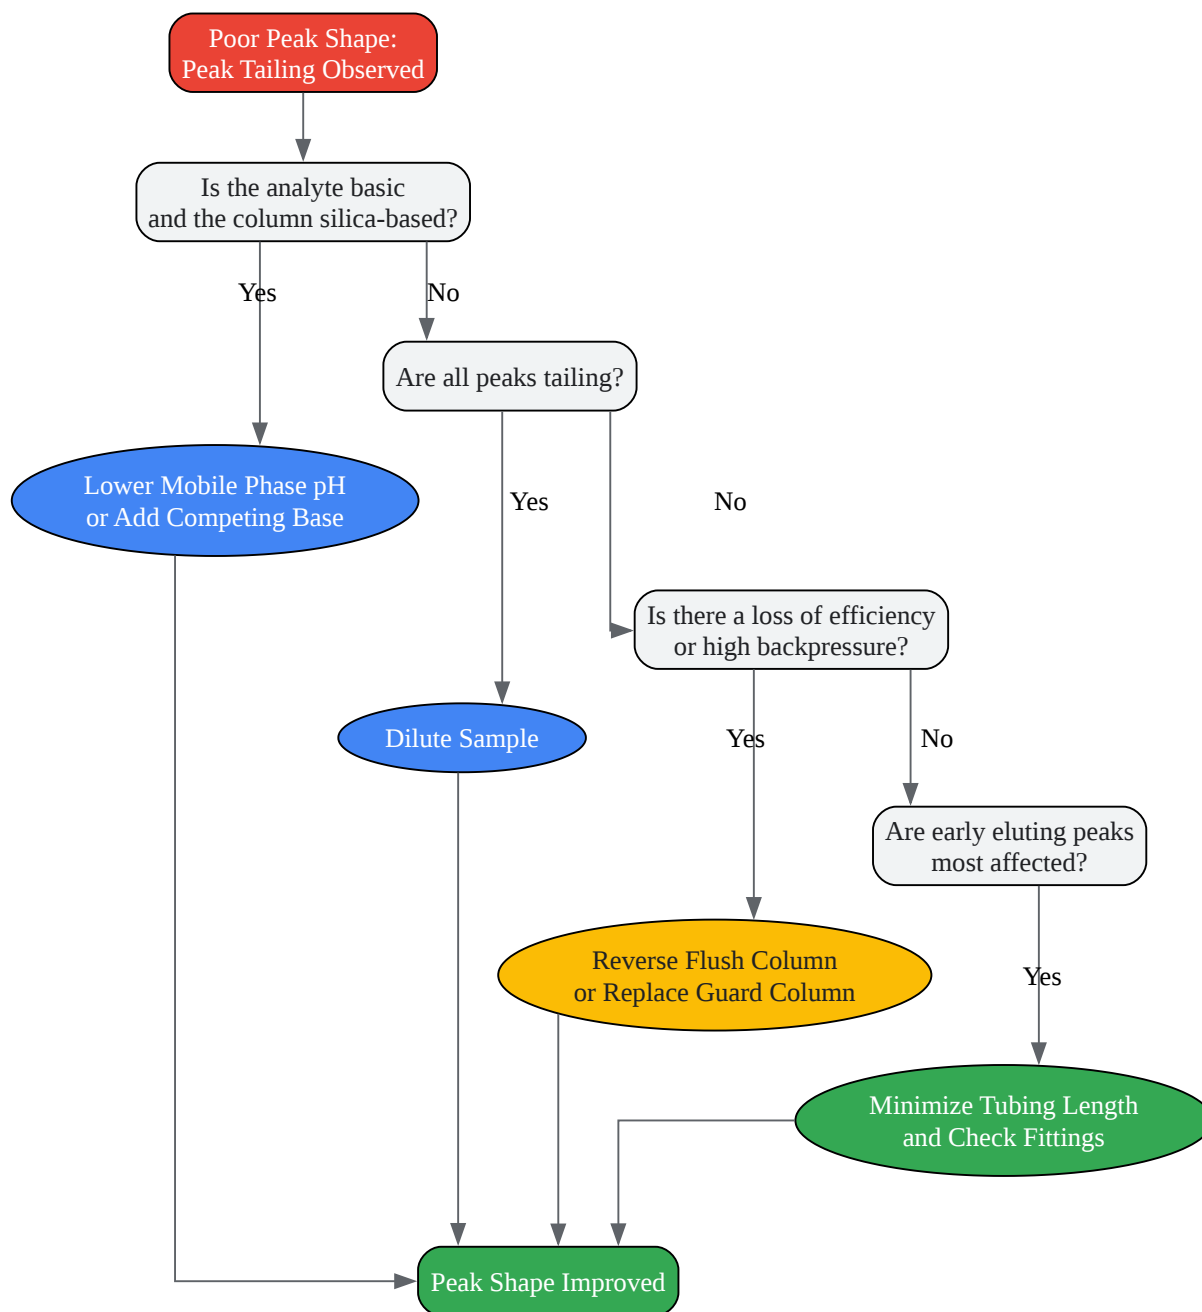 Poor Peak Shape:
Peak Tailing Observed
Is the analyte basic
and the column silica-based?
Yes
No
Are all peaks tailing?
Lower Mobile Phase pH
or Add Competing Base
Yes
No
Is there a loss of efficiency
or high backpressure?
Dilute Sample
Yes
No
Are early eluting peaks
most affected?
Reverse Flush Column
or Replace Guard Column
Yes
Minimize Tubing Length
and Check Fittings
Peak Shape Improved